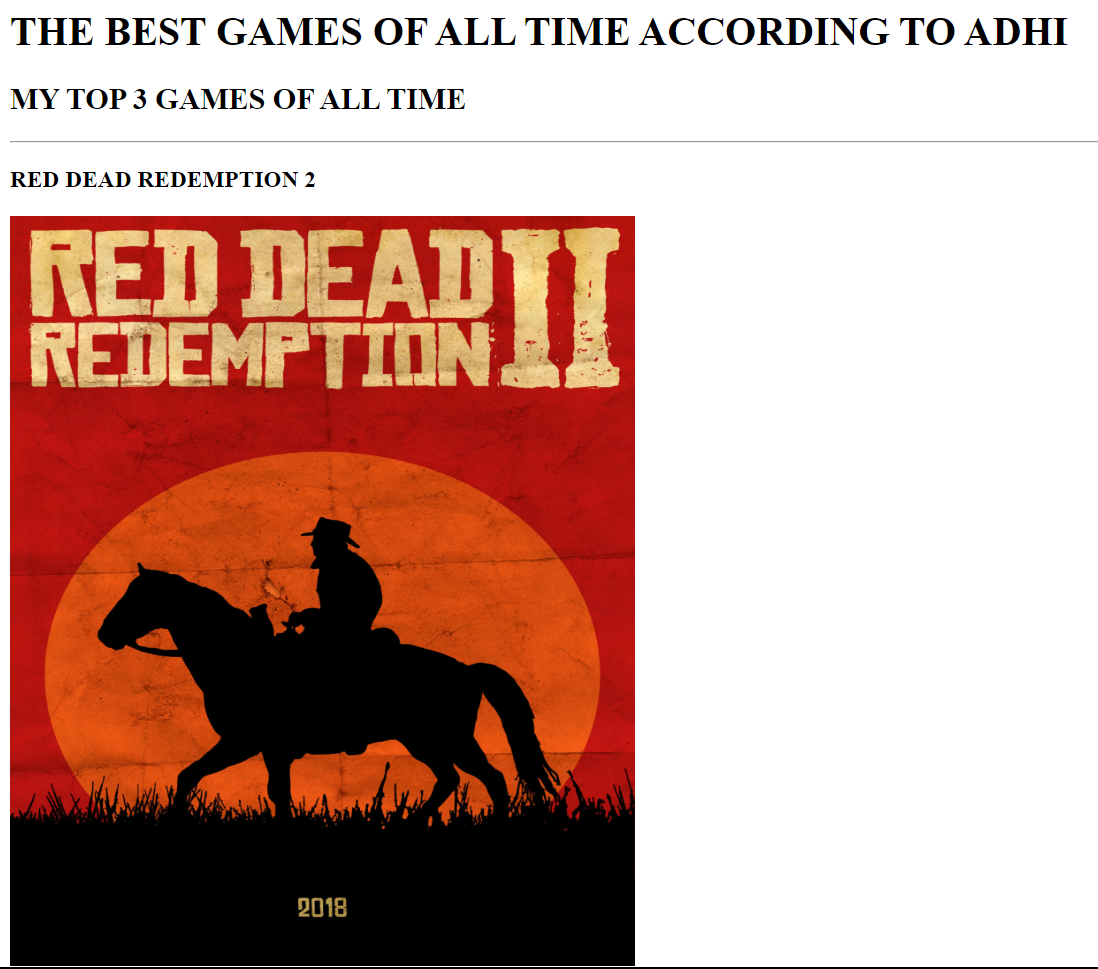 THE BEST GAMES OF ALL TIME ACCORDING TO ADHI
MY TOP 3 GAMES OF ALL TIME
RED DEAD REDEMPTION 2
RED DEAD II
REDEMPTION
2018